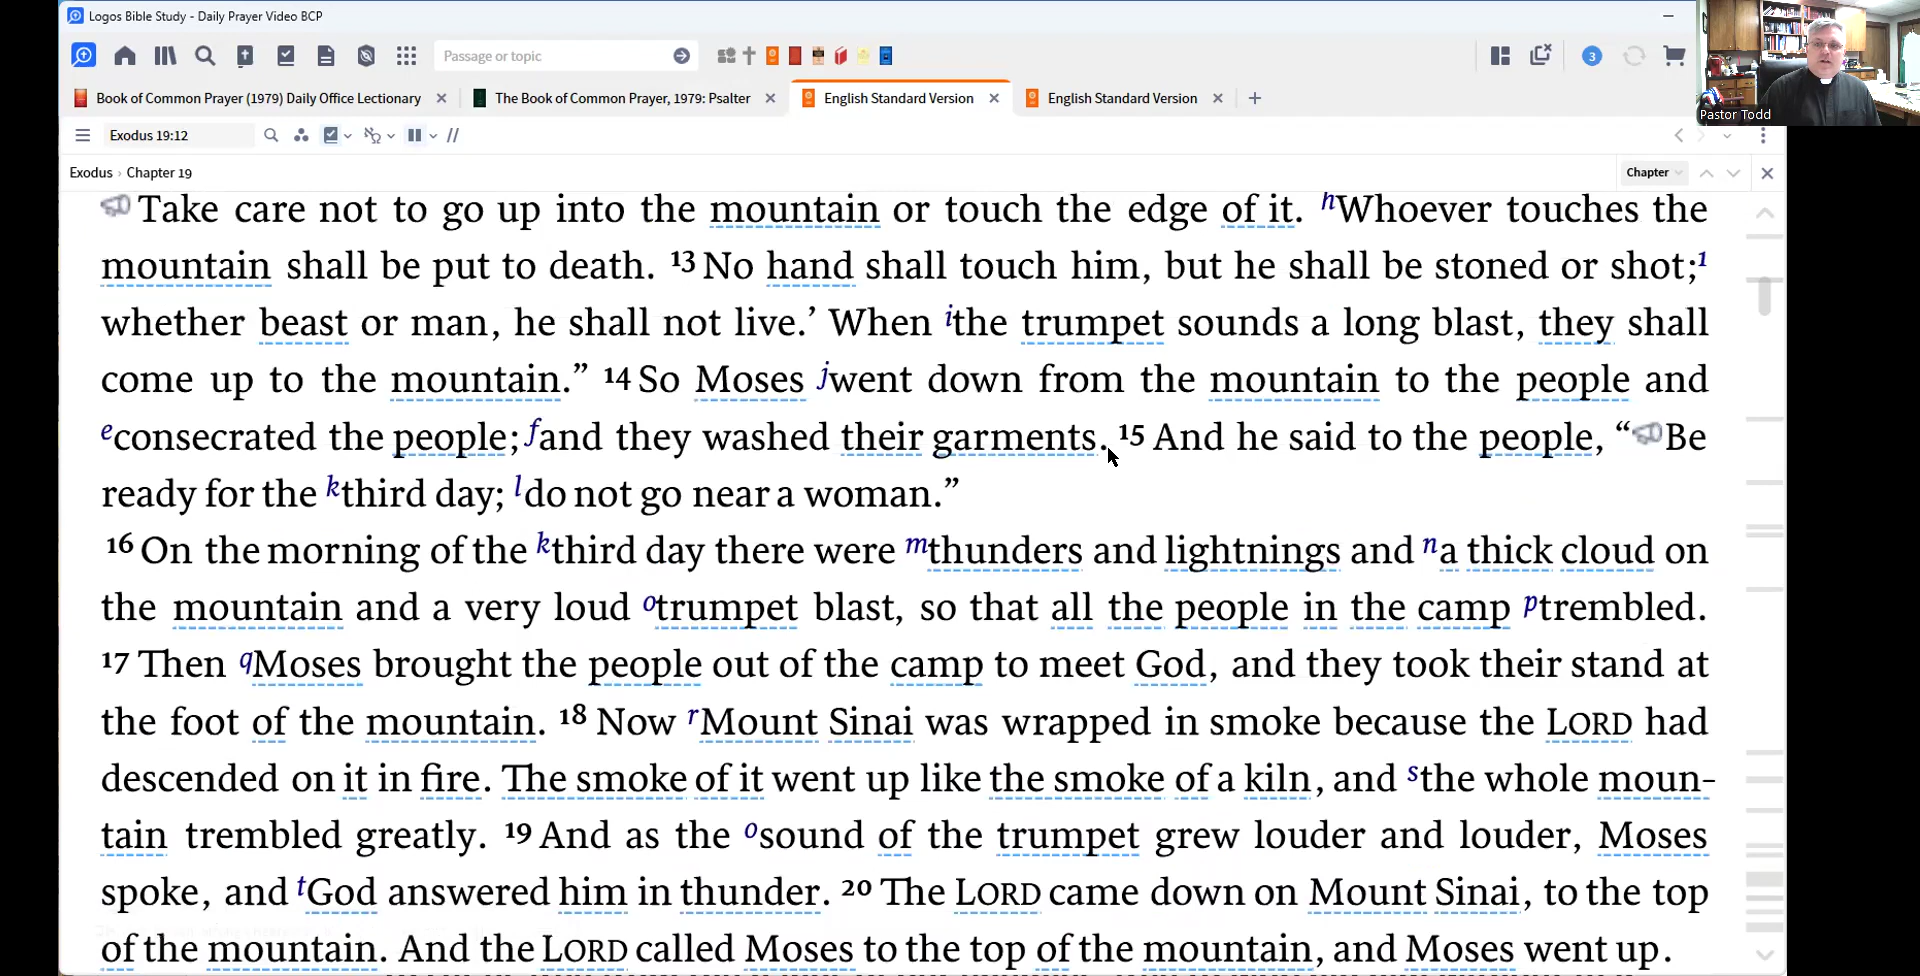 Logos Bible Study - Daily Prayer Video BCP
Passage or topic
3
Book of Common Prayer (1979) Daily Office Lectionary
The Book of Common Prayer, 1979: Psalter
English Standard Version
English Standard Version
Pastor Todd
Exodus 19:12
Exodus › Chapter 19
Chapter
Take care not to go up into the mountain or touch the edge of it. hWhoever touches the
mountain shall be put to death. 13 No hand shall touch him, but he shall be stoned or shot;1
whether beast or man, he shall not live.’ When ithe trumpet sounds a long blast, they shall
come up to the mountain.” 14 So Moses jwent down from the mountain to the people and
econsecrated the people; fand they washed their garments. 15 And he said to the people, “Be
ready for the kthird day; ldo not go near a woman.”
16 On the morning of the kthird day there were mthunders and lightnings and na thick cloud on
the mountain and a very loud otrumpet blast, so that all the people in the camp ptrembled.
17 Then qMoses brought the people out of the camp to meet God, and they took their stand at
the foot of the mountain. 18 Now rMount Sinai was wrapped in smoke because the LORD had
descended on it in fire. The smoke of it went up like the smoke of a kiln, and sthe whole moun-
tain trembled greatly. 19 And as the osound of the trumpet grew louder and louder, Moses
spoke, and tGod answered him in thunder. 20 The LORD came down on Mount Sinai, to the top
of the mountain. And the LORD called Moses to the top of the mountain, and Moses went up.